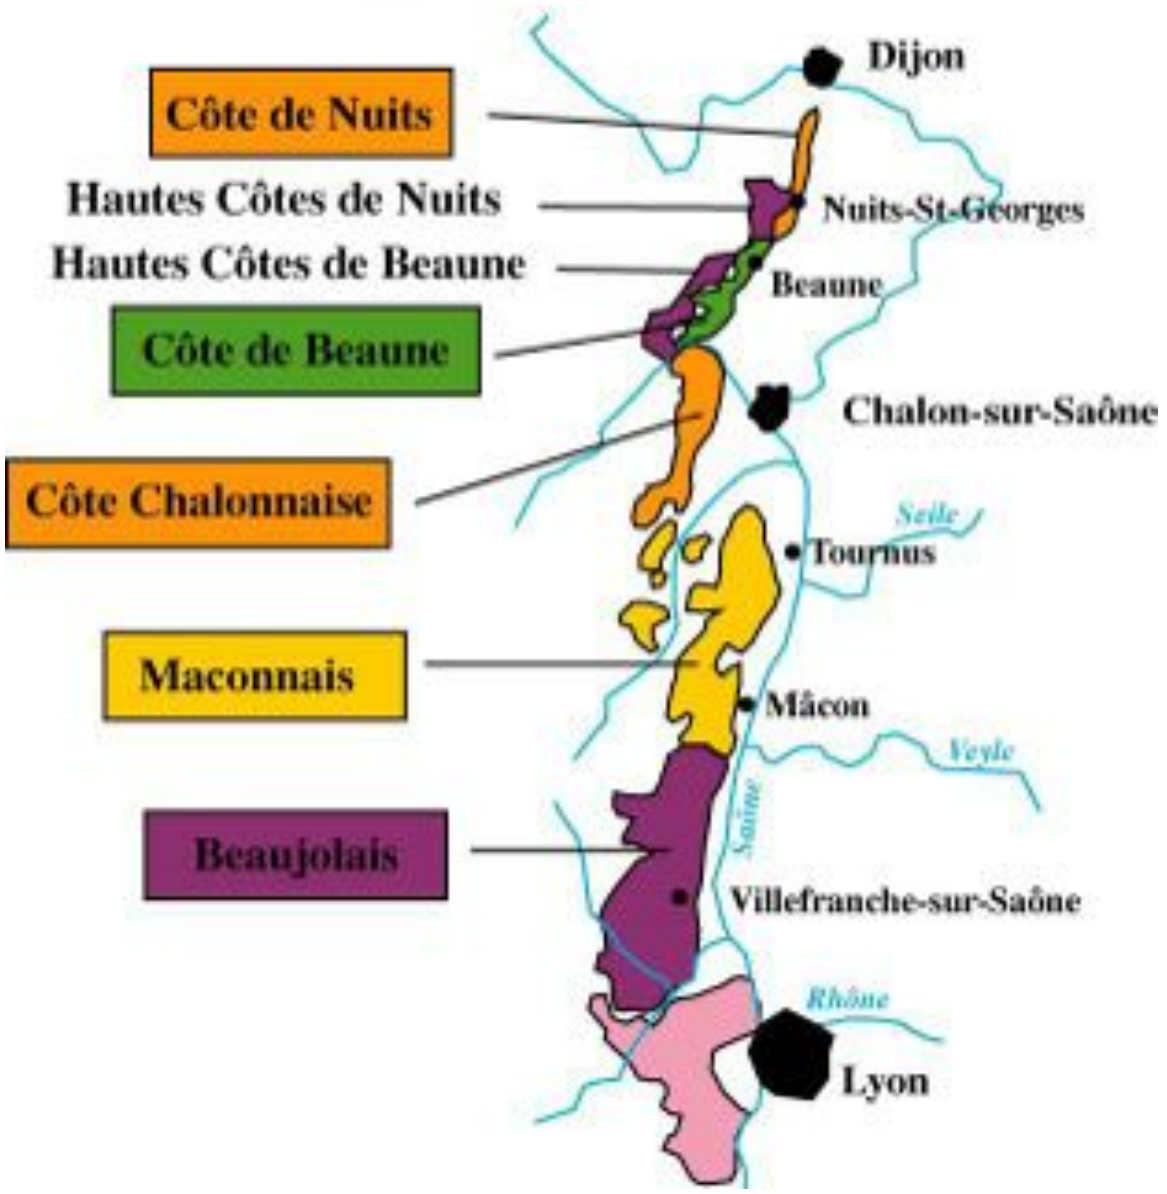 Dijon
Côte de Nuits
Hautes Côtes de Nuits
Nuits-St-Georges
Hautes Côtes de Beaune
Beaune
Côte de Beaune
Chalon-sur-Saône
Côte Chalonnaise
Seile
Tournus
Maconnais
Mâcon
Veyle
Saône
Beaujolais
Villefranche-sur-Saône
Rhône
Lyon